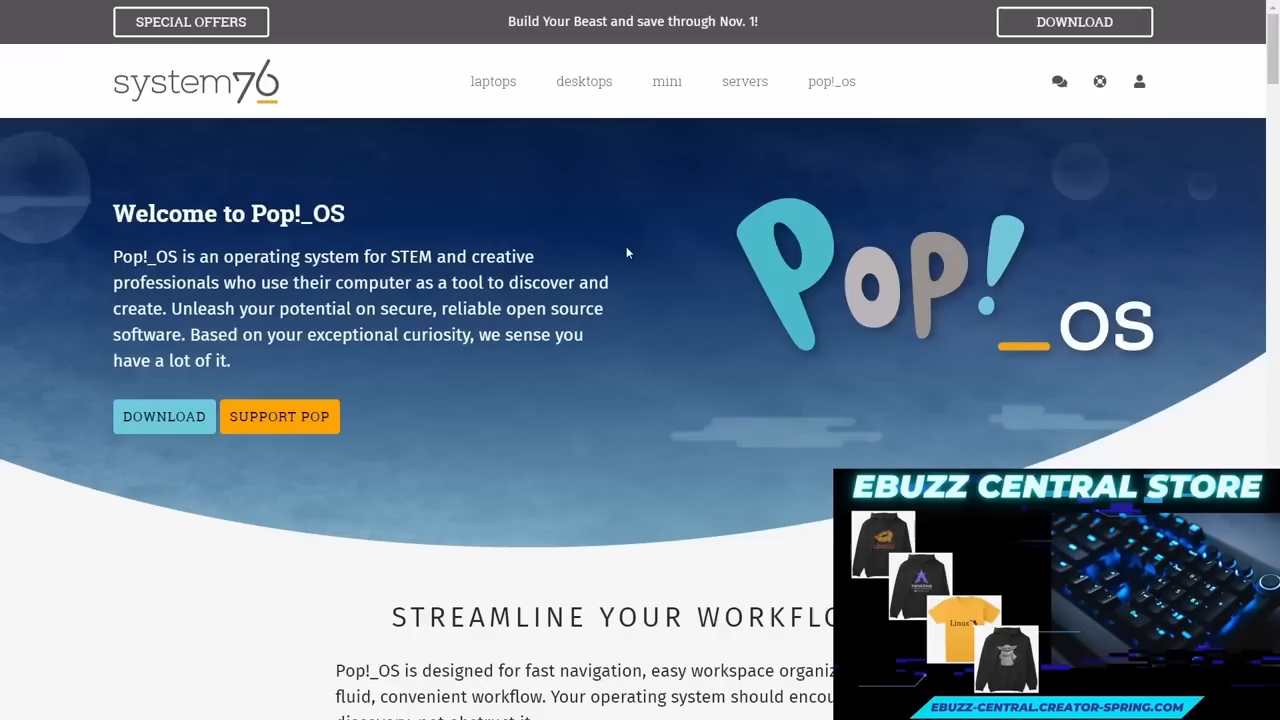 SPECIAL OFFERS
Build Your Beast and save through Nov. 1!
DOWNLOAD
system76
laptops
desktops
mini
servers
pop!_os
Welcome to Pop!_OS
Pop!_OS is an operating system for STEM and creative
professionals who use their computer as a tool to discover and
create. Unleash your potential on secure, reliable open source
software. Based on your exceptional curiosity, we sense you
have a lot of it.
DOWNLOAD
SUPPORT POP
Pop!_OS
STREAMLINE YOUR WORKFLO
Pop!_OS is designed for fast navigation, easy workspace organiz
fluid, convenient workflow. Your operating system should encou
discovery, not obstruct it.
EBUZZ CENTRAL STORE
Linux
EBUZZ-CENTRAL.CREATOR-SPRING.COM